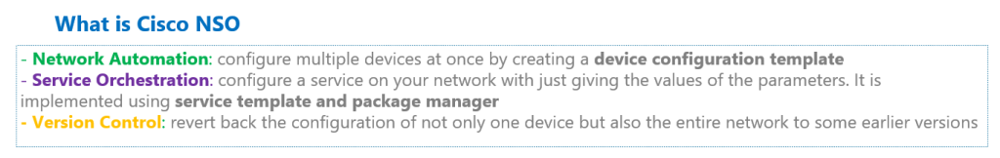 What is Cisco NSO
- Network Automation: configure multiple devices at once by creating a device configuration template
- Service Orchestration: configure a service on your network with just giving the values of the parameters. It is
implemented using service template and package manager
- Version Control: revert back the configuration of not only one device but also the entire network to some earlier versions